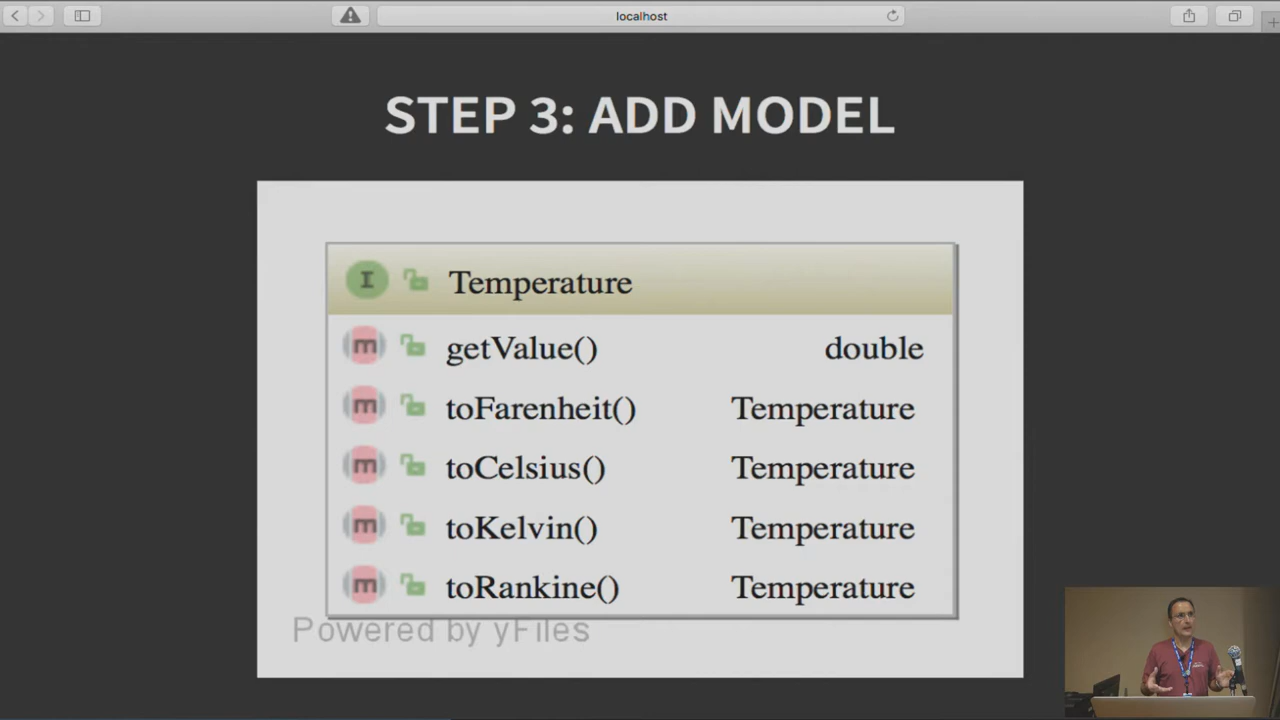 localhost
STEP 3: ADD MODEL
I Temperature
m getValue() double
m toFarenheit() Temperature
m toCelsius() Temperature
m toKelvin() Temperature
m toRankine() Temperature
Powered by yFiles